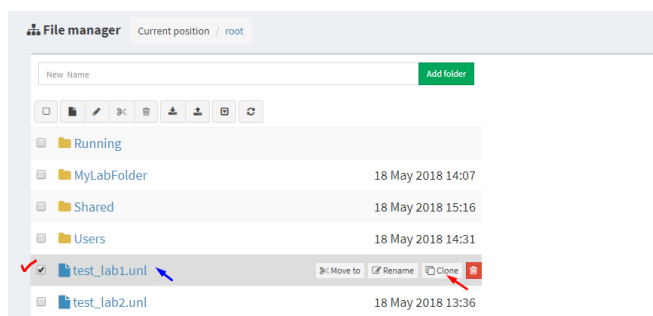 File manager Current position / root
New Name Add folder
Running
MyLabFolder 18 May 2018 14:07
Shared 18 May 2018 15:16
Users 18 May 2018 14:31
test_lab1.unl Move to Rename Clone
test_lab2.unl 18 May 2018 13:36